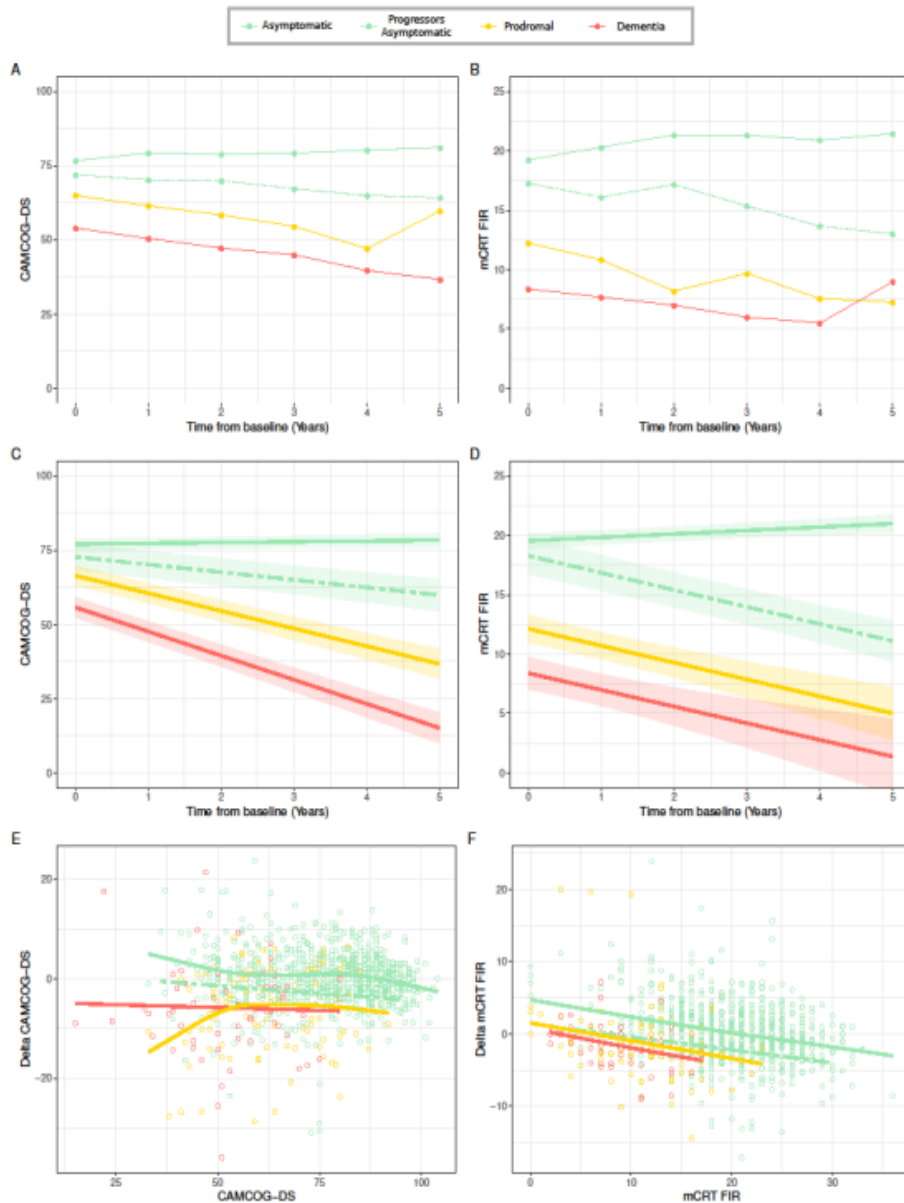 Asymptomatic
Progressors
Asymptomatic
Prodromal
Dementia
A
100
75
50
25
0
CAMCOG-DS
0 1 2 3 4 5
Time from baseline (Years)
B
25
20
15
10
5
0
mCRT FIR
0 1 2 3 4 5
Time from baseline (Years)
C
100
75
50
25
0
CAMCOG-DS
0 1 2 3 4 5
Time from baseline (Years)
D
25
20
15
10
5
0
mCRT FIR
0 1 2 3 4 5
Time from baseline (Years)
E
20
0
-20
Delta CAMCOG-DS
25 50 75 100
CAMCOG-DS
F
20
10
0
-10
Delta mCRT FIR
0 10 20 30
mCRT FIR